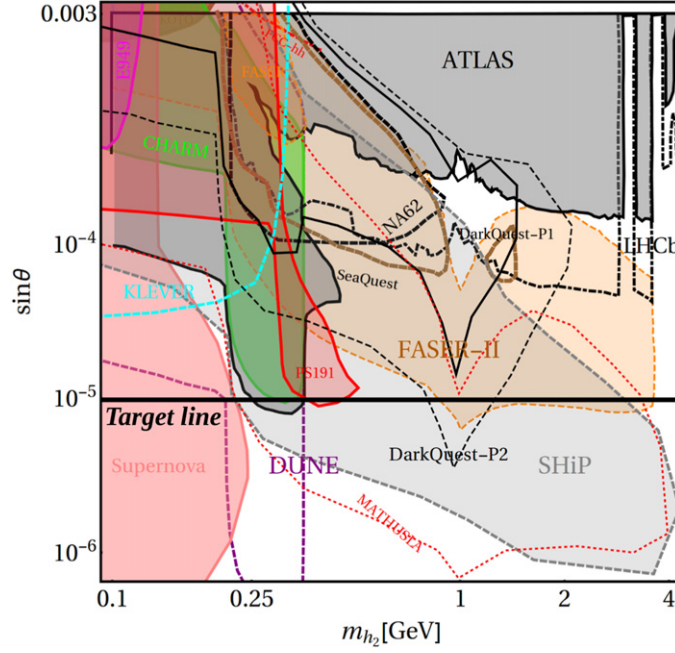 0.003
10⁻⁴
10⁻⁵
10⁻⁶
sinθ
E949
FASER
ATLAS
CHARM
NA62
DarkQuest-P1
LHCb
SeaQuest
KLEVER
FASER-II
PS191
Target line
DarkQuest-P2
Supernova
DUNE
SHiP
MATHUSLA
0.1
0.25
1
2
4
m_{h_2}[GeV]